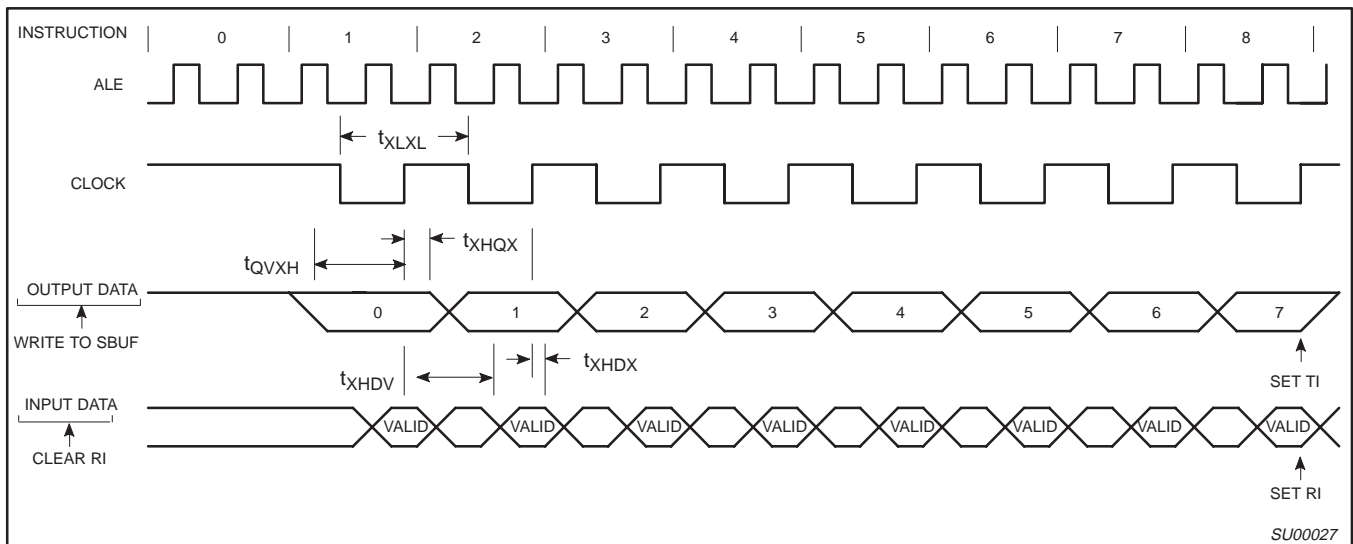 INSTRUCTION 0 1 2 3 4 5 6 7 8
ALE
tXLXL
CLOCK
tXHQX
tQVXH
OUTPUT DATA
0 1 2 3 4 5 6 7
WRITE TO SBUF
tXHDX
tXHDV
SET TI
INPUT DATA
VALID VALID VALID VALID VALID VALID VALID VALID
CLEAR RI
SET RI
SU00027